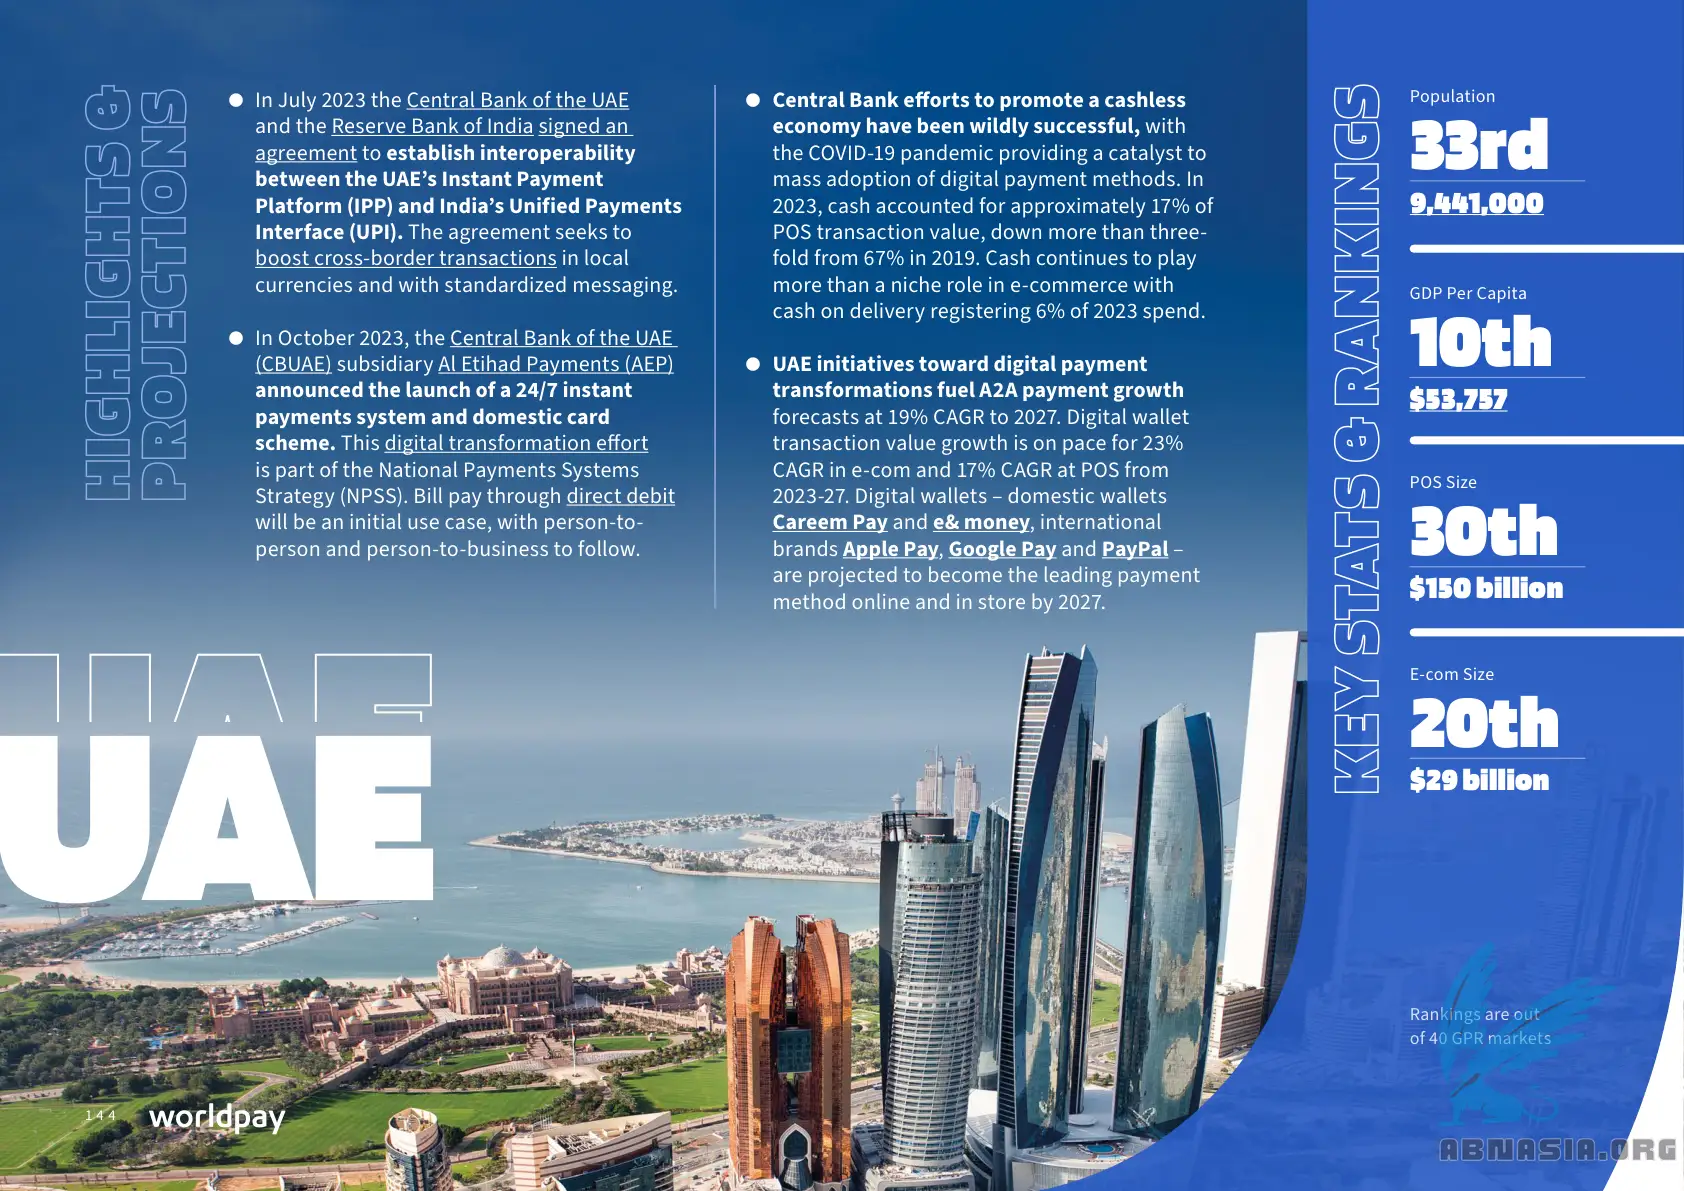 HIGHLIGHTS &
PROJECTIONS
● In July 2023 the Central Bank of the UAE
and the Reserve Bank of India signed an
agreement to establish interoperability
between the UAE’s Instant Payment
Platform (IPP) and India’s Unified Payments
Interface (UPI). The agreement seeks to
boost cross-border transactions in local
currencies and with standardized messaging.
● In October 2023, the Central Bank of the UAE
(CBUAE) subsidiary Al Etihad Payments (AEP)
announced the launch of a 24/7 instant
payments system and domestic card
scheme. This digital transformation effort
is part of the National Payments Systems
Strategy (NPSS). Bill pay through direct debit
will be an initial use case, with person-to-
person and person-to-business to follow.
● Central Bank efforts to promote a cashless
economy have been wildly successful, with
the COVID-19 pandemic providing a catalyst to
mass adoption of digital payment methods. In
2023, cash accounted for approximately 17% of
POS transaction value, down more than three-
fold from 67% in 2019. Cash continues to play
more than a niche role in e-commerce with
cash on delivery registering 6% of 2023 spend.
● UAE initiatives toward digital payment
transformations fuel A2A payment growth
forecasts at 19% CAGR to 2027. Digital wallet
transaction value growth is on pace for 23%
CAGR in e-com and 17% CAGR at POS from
2023-27. Digital wallets – domestic wallets
Careem Pay and e& money, international
brands Apple Pay, Google Pay and PayPal –
are projected to become the leading payment
method online and in store by 2027.
UAE
UAE
KEY STATS & RANKINGS
Population
33rd
9,441,000
GDP Per Capita
10th
$53,757
POS Size
30th
$150 billion
E-com Size
20th
$29 billion
Rankings are out
of 40 GPR markets
144
worldpay
ABNASIA.ORG